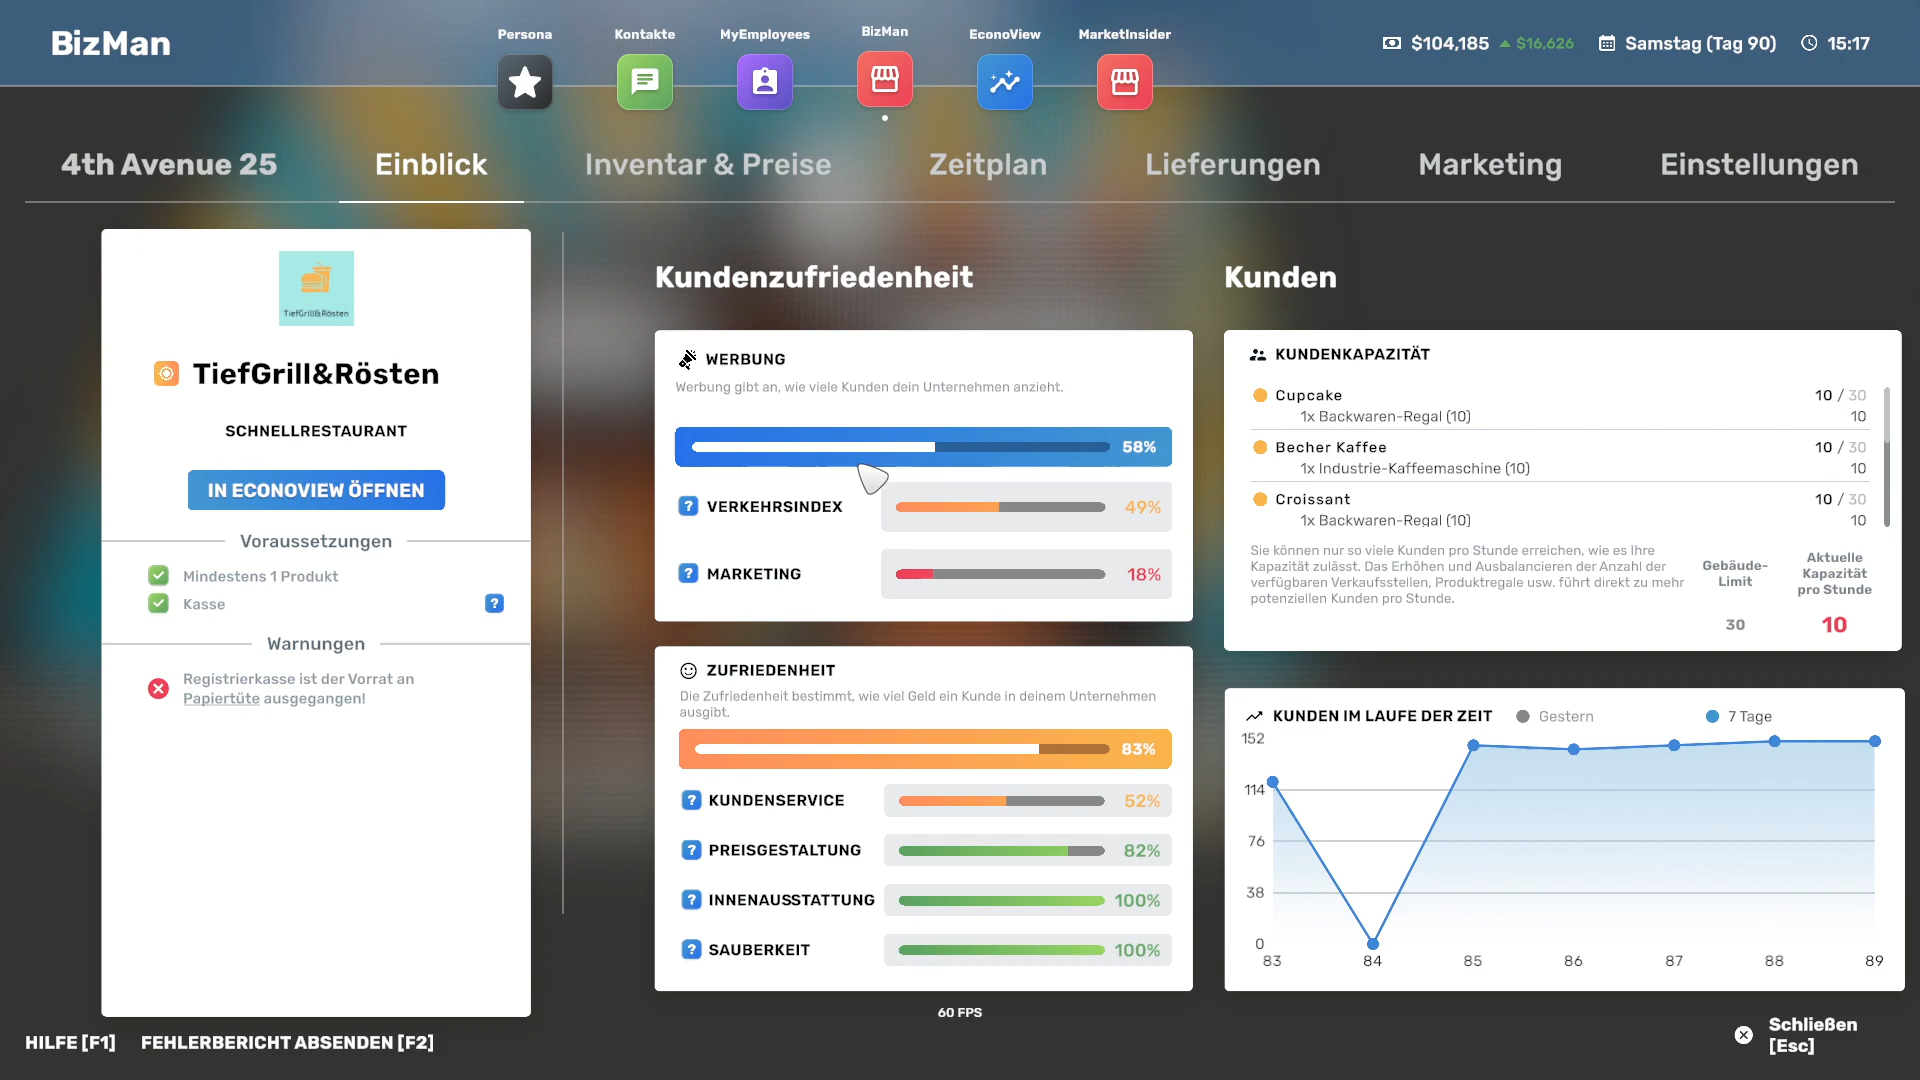 BizMan
Persona
Kontakte
MyEmployees
BizMan
EconoView
MarketInsider
$104,185
$16,626
Samstag (Tag 90)
15:17
4th Avenue 25
Einblick
Inventar & Preise
Zeitplan
Lieferungen
Marketing
Einstellungen
TiefGrill&Rösten
TiefGrill&Rösten
SCHNELLRESTAURANT
IN ECONOVIEW ÖFFNEN
Voraussetzungen
Mindestens 1 Produkt
Kasse
?
Warnungen
Registrierkasse ist der Vorrat an
Papiertüte ausgegangen!
Kundenzufriedenheit
WERBUNG
Werbung gibt an, wie viele Kunden dein Unternehmen anzieht.
58%
? VERKEHRSINDEX 49%
? MARKETING 18%
ZUFRIEDENHEIT
Die Zufriedenheit bestimmt, wie viel Geld ein Kunde in deinem Unternehmen
ausgibt.
83%
? KUNDENSERVICE 52%
? PREISGESTALTUNG 82%
? INNENAUSSTATTUNG 100%
? SAUBERKEIT 100%
Kunden
KUNDENKAPAZITÄT
Cupcake 10 / 30
1x Backwaren-Regal (10) 10
Becher Kaffee 10 / 30
1x Industrie-Kaffeemaschine (10) 10
Croissant 10 / 30
1x Backwaren-Regal (10) 10
Sie können nur so viele Kunden pro Stunde erreichen, wie es Ihre
Kapazität zulässt. Das Erhöhen und Ausbalancieren der Anzahl der
verfügbaren Verkaufsstellen, Produktregale usw. führt direkt zu mehr
potenziellen Kunden pro Stunde.
Gebäude-
Limit
30
Aktuelle
Kapazität
pro Stunde
10
KUNDEN IM LAUFE DER ZEIT
Gestern
7 Tage
152
114
76
38
0
83 84 85 86 87 88 89
60 FPS
HILFE [F1]
FEHLERBERICHT ABSENDEN [F2]
Schließen
[Esc]